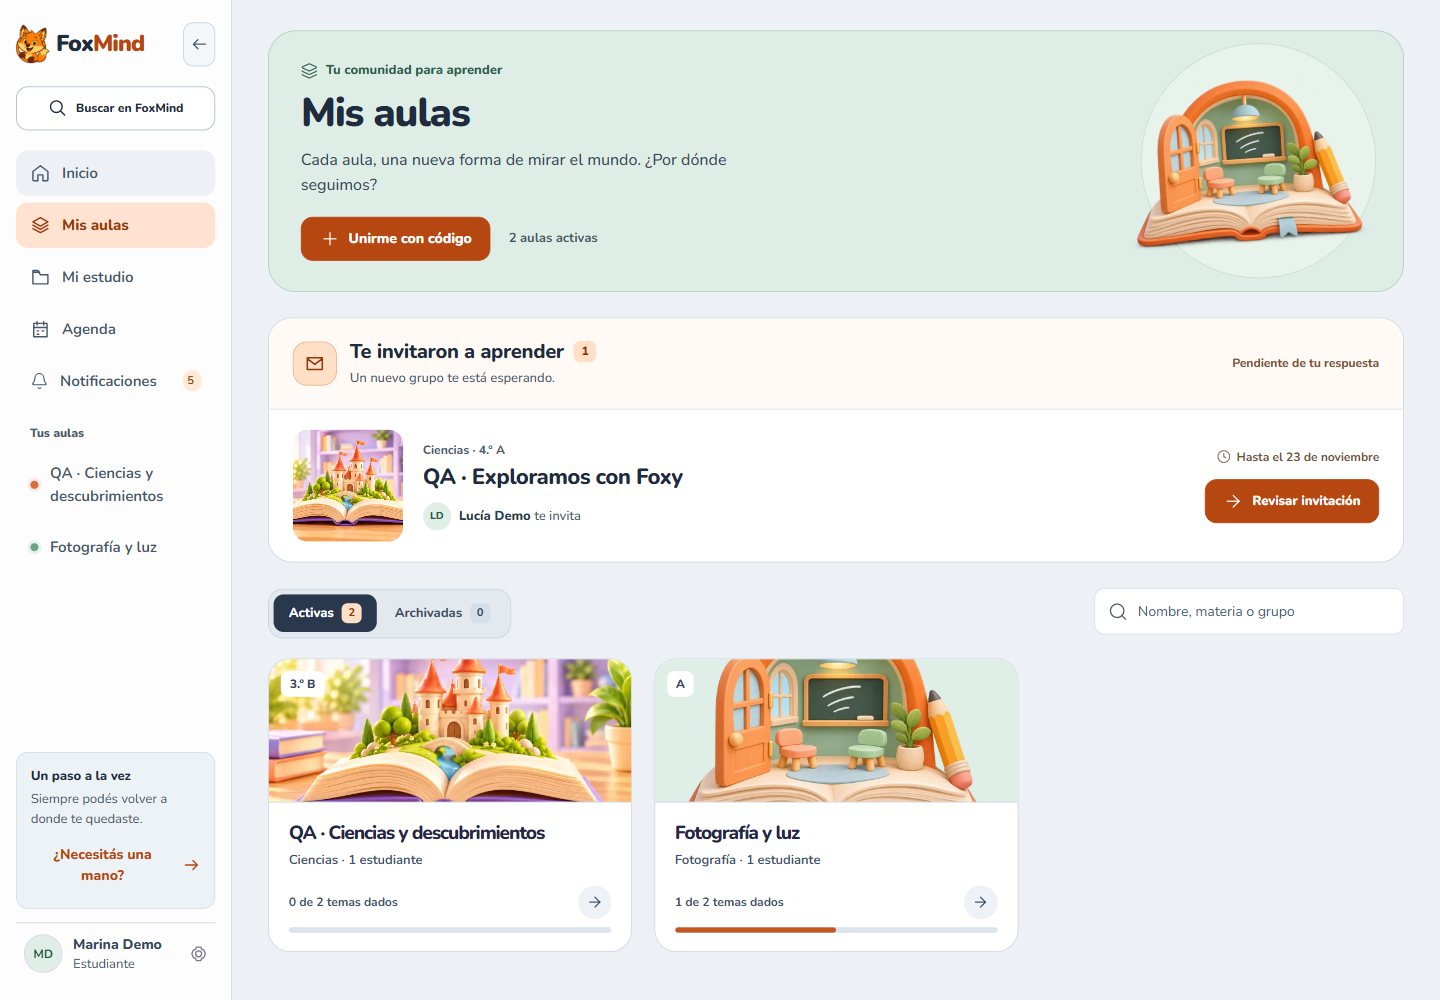 FoxMind
Buscar en FoxMind
Inicio
Mis aulas
Mi estudio
Agenda
Notificaciones 5
Tus aulas
QA · Ciencias y
descubrimientos
Fotografía y luz
Un paso a la vez
Siempre podés volver a
donde te quedaste.
¿Necesitás una
mano?
MD
Marina Demo
Estudiante
Tu comunidad para aprender
Mis aulas
Cada aula, una nueva forma de mirar el mundo. ¿Por dónde
seguimos?
Unirme con código
2 aulas activas
Te invitaron a aprender 1
Un nuevo grupo te está esperando.
Pendiente de tu respuesta
Ciencias · 4.º A
QA · Exploramos con Foxy
LD Lucía Demo te invita
Hasta el 23 de noviembre
Revisar invitación
Activas 2
Archivadas 0
Nombre, materia o grupo
3.º B
QA · Ciencias y descubrimientos
Ciencias · 1 estudiante
0 de 2 temas dados
A
Fotografía y luz
Fotografía · 1 estudiante
1 de 2 temas dados